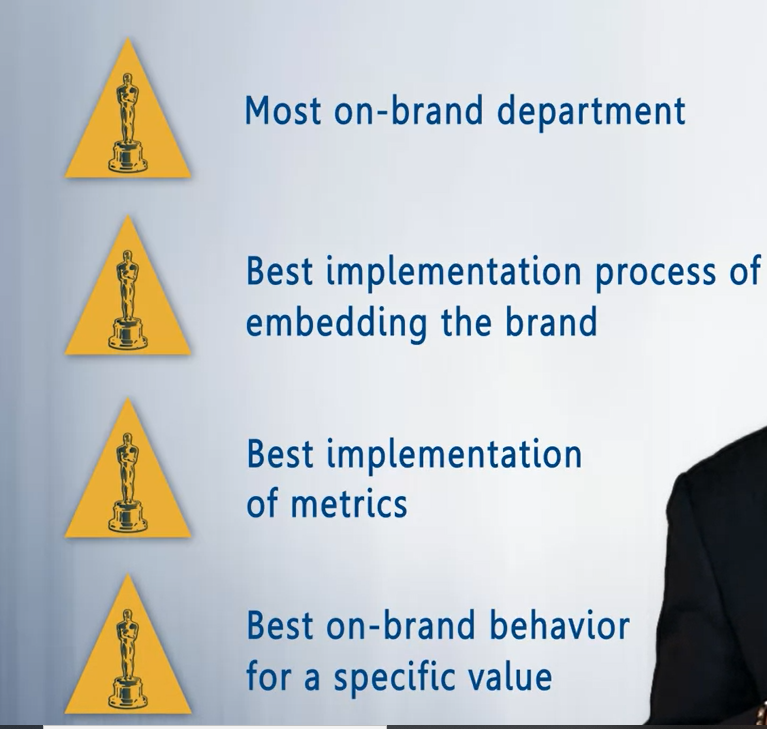 Most on-brand department
Best implementation process of
embedding the brand
Best implementation
of metrics
Best on-brand behavior
for a specific value